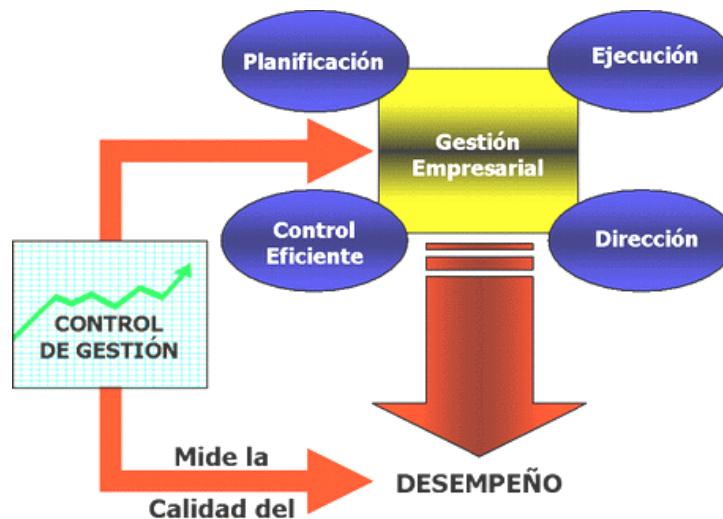 Planificación
Ejecución
Gestión
Empresarial
Control
Eficiente
Dirección
CONTROL
DE GESTIÓN
Mide la
Calidad del
DESEMPEÑO